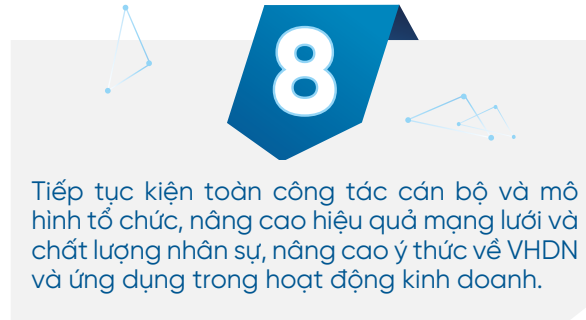 8
Tiếp tục kiện toàn công tác cán bộ và mô
hình tổ chức, nâng cao hiệu quả mạng lưới và
chất lượng nhân sự, nâng cao ý thức về VHDN
và ứng dụng trong hoạt động kinh doanh.